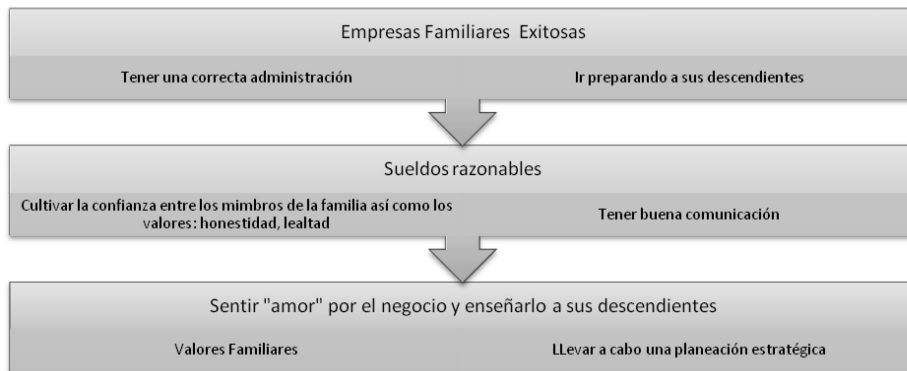 Empresas Familiares Exitosas
Tener una correcta administración
Ir preparando a sus descendientes
Sueldos razonables
Cultivar la confianza entre los mimbros de la familia así como los
valores: honestidad, lealtad
Tener buena comunicación
Sentir "amor" por el negocio y enseñarlo a sus descendientes
Valores Familiares
LLevar a cabo una planeación estratégica